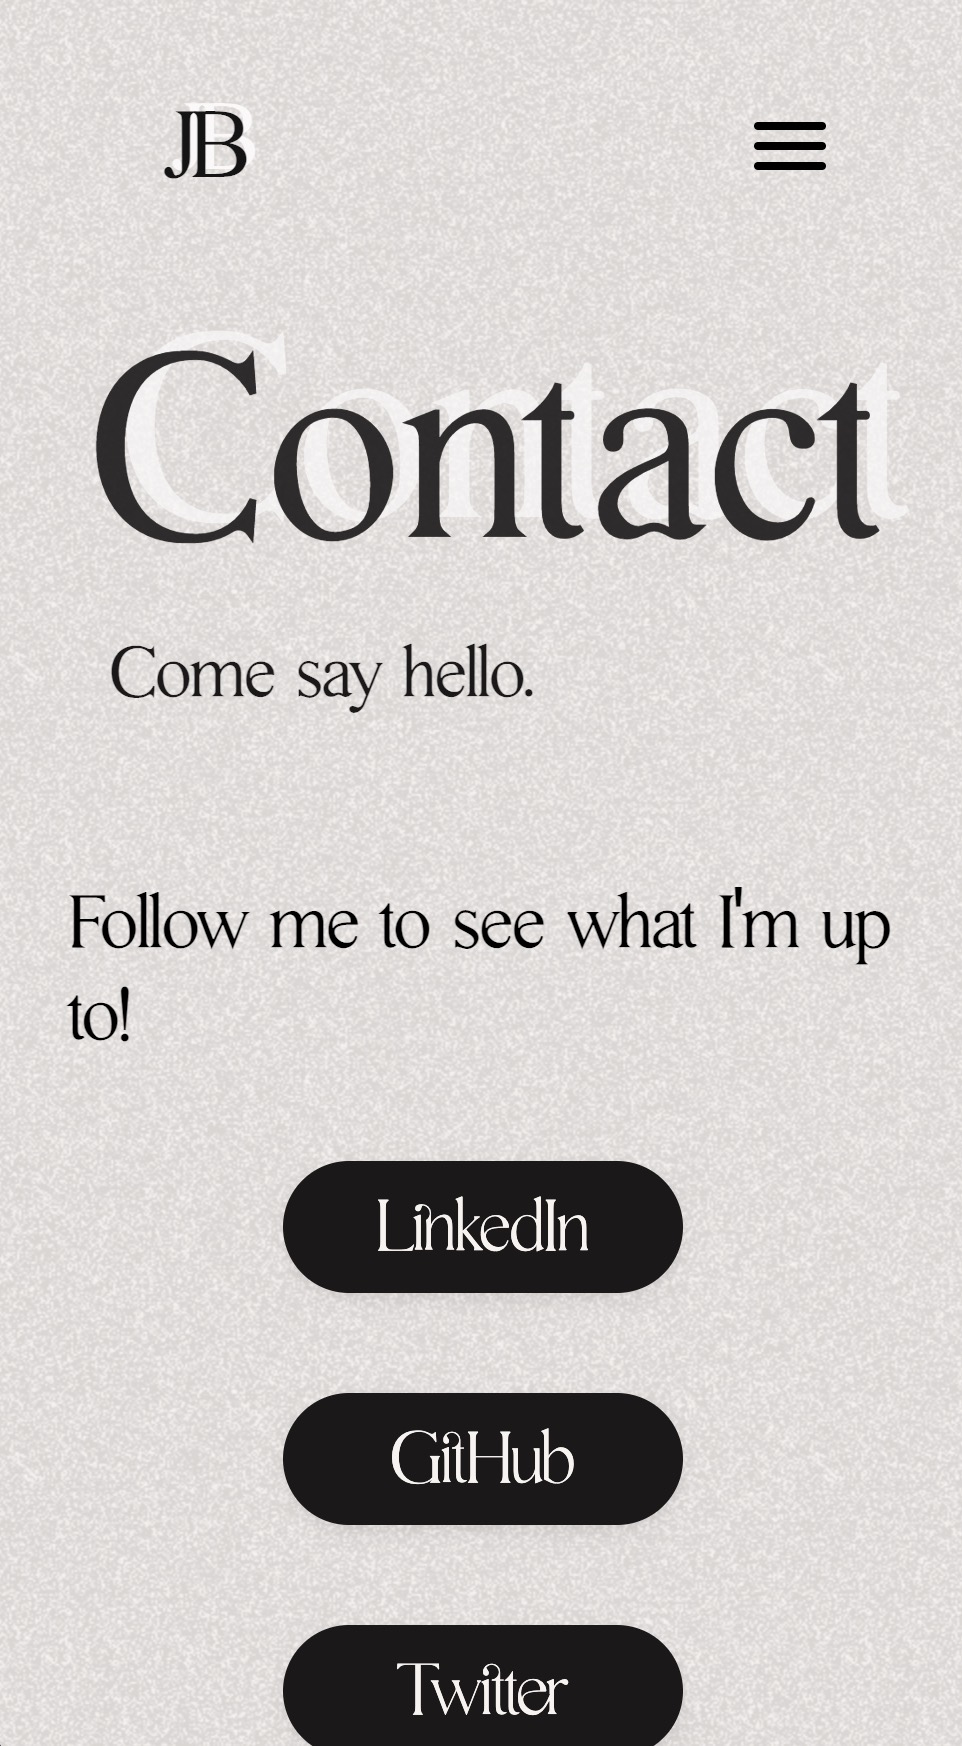 JB
Contact
Come say hello.
Follow me to see what I'm up
to!
LinkedIn
GitHub
Twitter